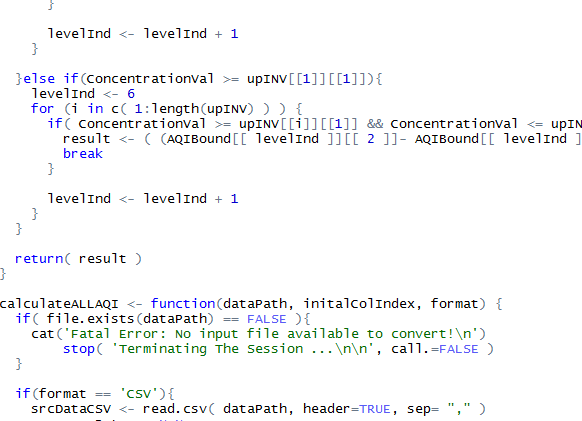 }
levelInd <- levelInd + 1
}
}else if(ConcentrationVal >= upINV[[1]][[1]]){
levelInd <- 6
for (i in c( 1:length(upINV) ) ) {
if( ConcentrationVal >= upINV[[i]][[1]] && ConcentrationVal <= upIN
result <- ( (AQIBound[[ levelInd ]][[ 2 ]]- AQIBound[[ levelInd ]
break
}
levelInd <- levelInd + 1
}
}
return( result )
}
calculateALLAQI <- function(dataPath, initalColIndex, format) {
if( file.exists(dataPath) == FALSE ){
cat('Fatal Error: No input file available to convert!\n')
stop( 'Terminating The Session ...\n\n', call.=FALSE )
}
if(format == 'CSV'){
srcDataCSV <- read.csv( dataPath, header=TRUE, sep= "," )